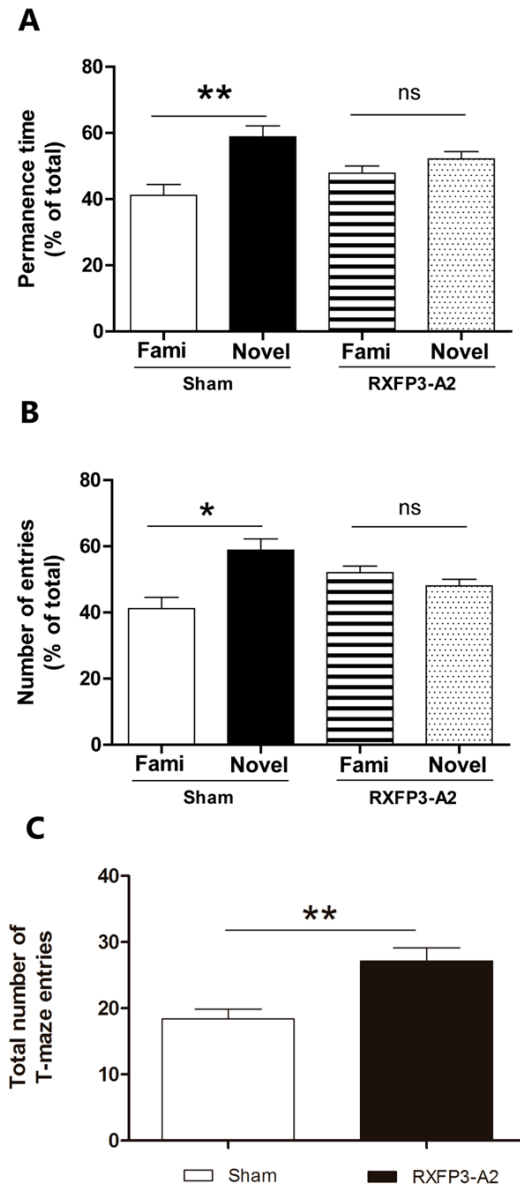 A
Permanence time
(% of total)
80
60
40
20
0
**
ns
Fami Novel Fami Novel
Sham RXFP3-A2
B
Number of entries
(% of total)
80
60
40
20
0
*
ns
Fami Novel Fami Novel
Sham RXFP3-A2
C
Total number of
T-maze entries
40
30
20
10
0
**
Sham RXFP3-A2